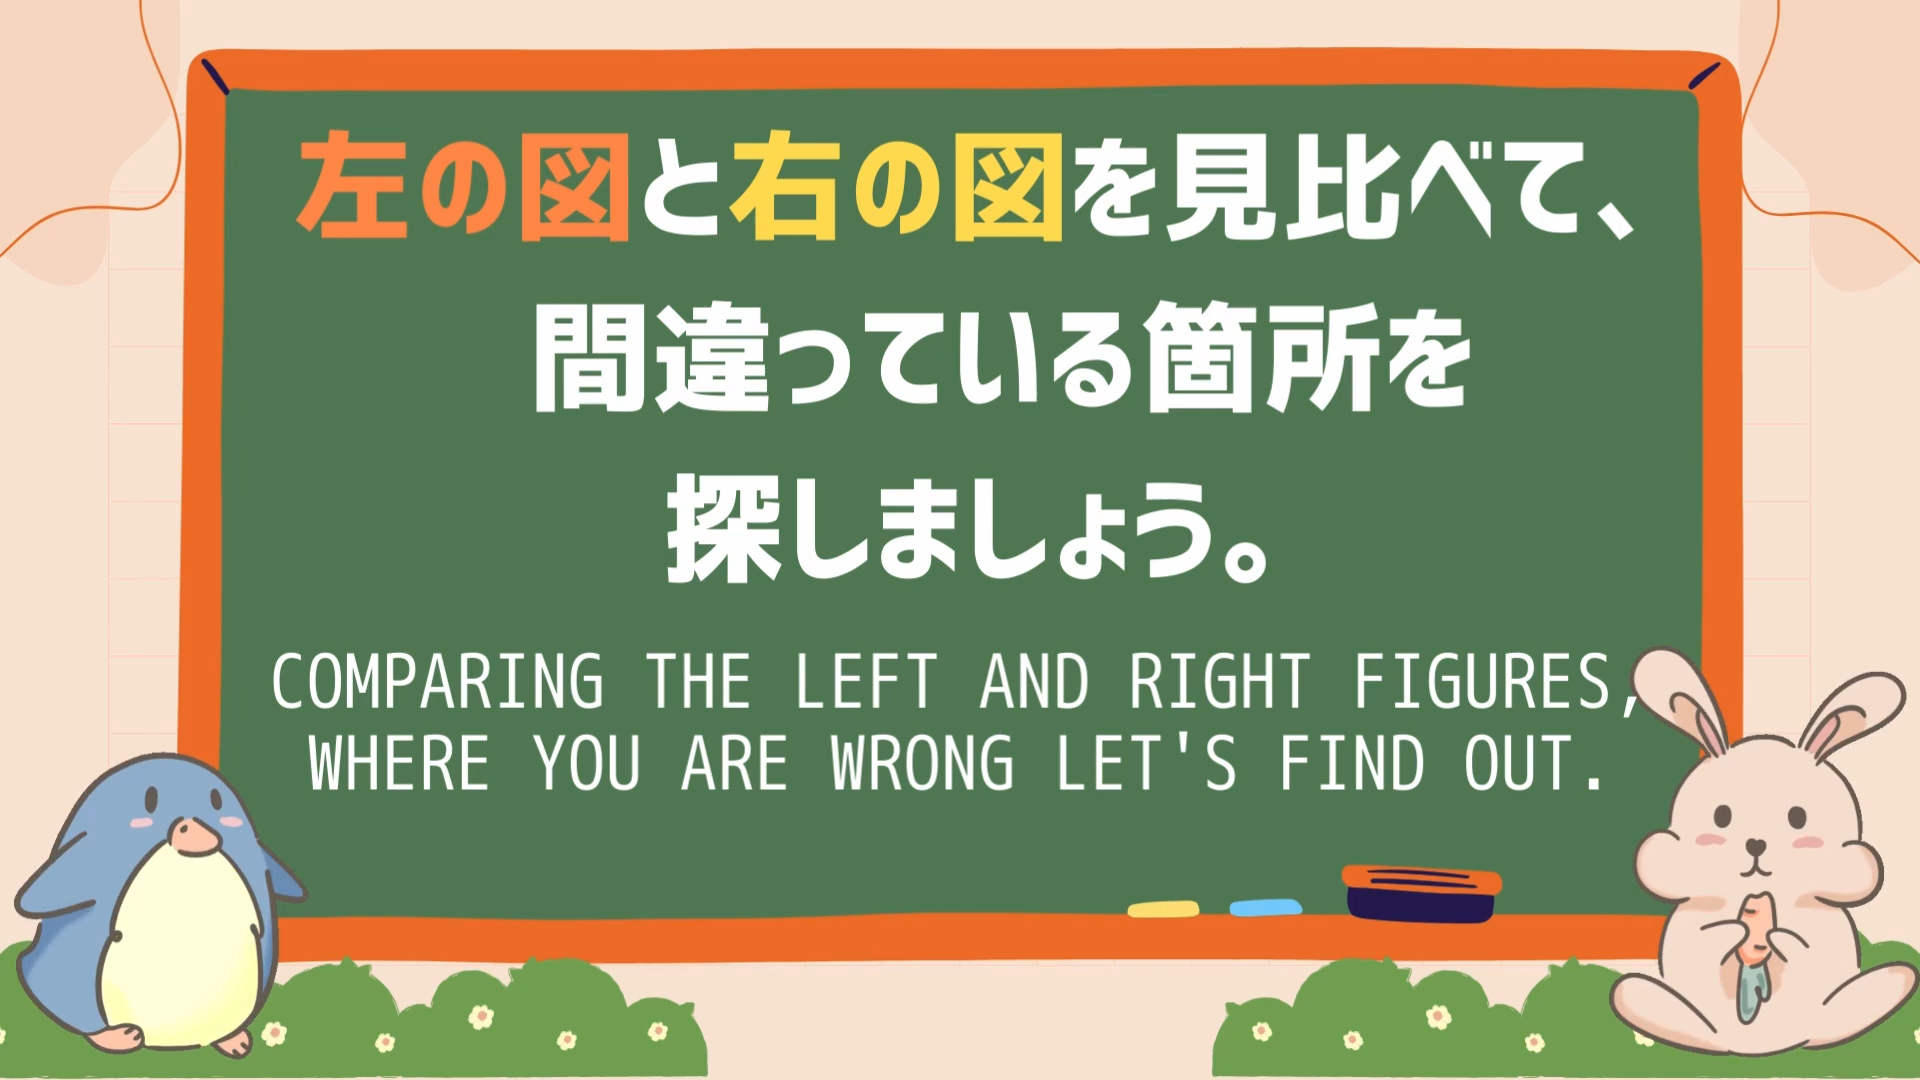 左の図と右の図を見比べて、
間違っている箇所を
探しましょう。
COMPARING THE LEFT AND RIGHT FIGURES,
WHERE YOU ARE WRONG LET'S FIND OUT.